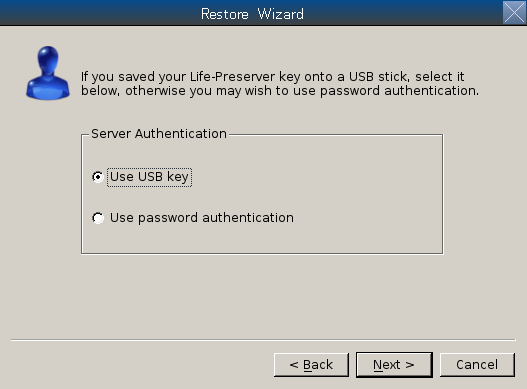 Restore Wizard
If you saved your Life-Preserver key onto a USB stick, select it
below, otherwise you may wish to use password authentication.
Server Authentication
Use USB key
Use password authentication
< Back
Next >
Cancel